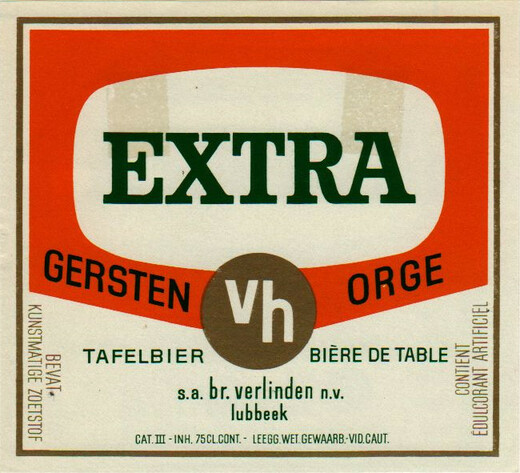 EXTRA
GERSTEN vh ORGE
TAFELBIER BIÈRE DE TABLE
s.a. br. verlinden n.v.
lubbeek
CAT. III - INH. 75CL.CONT. - LEEGG.WET.GEWAARB.-VID.CAUT.
BEVAT
KUNSTMATIGE ZOETSTOF
CONTIENT
ÉDULCORANT ARTIFICIEL